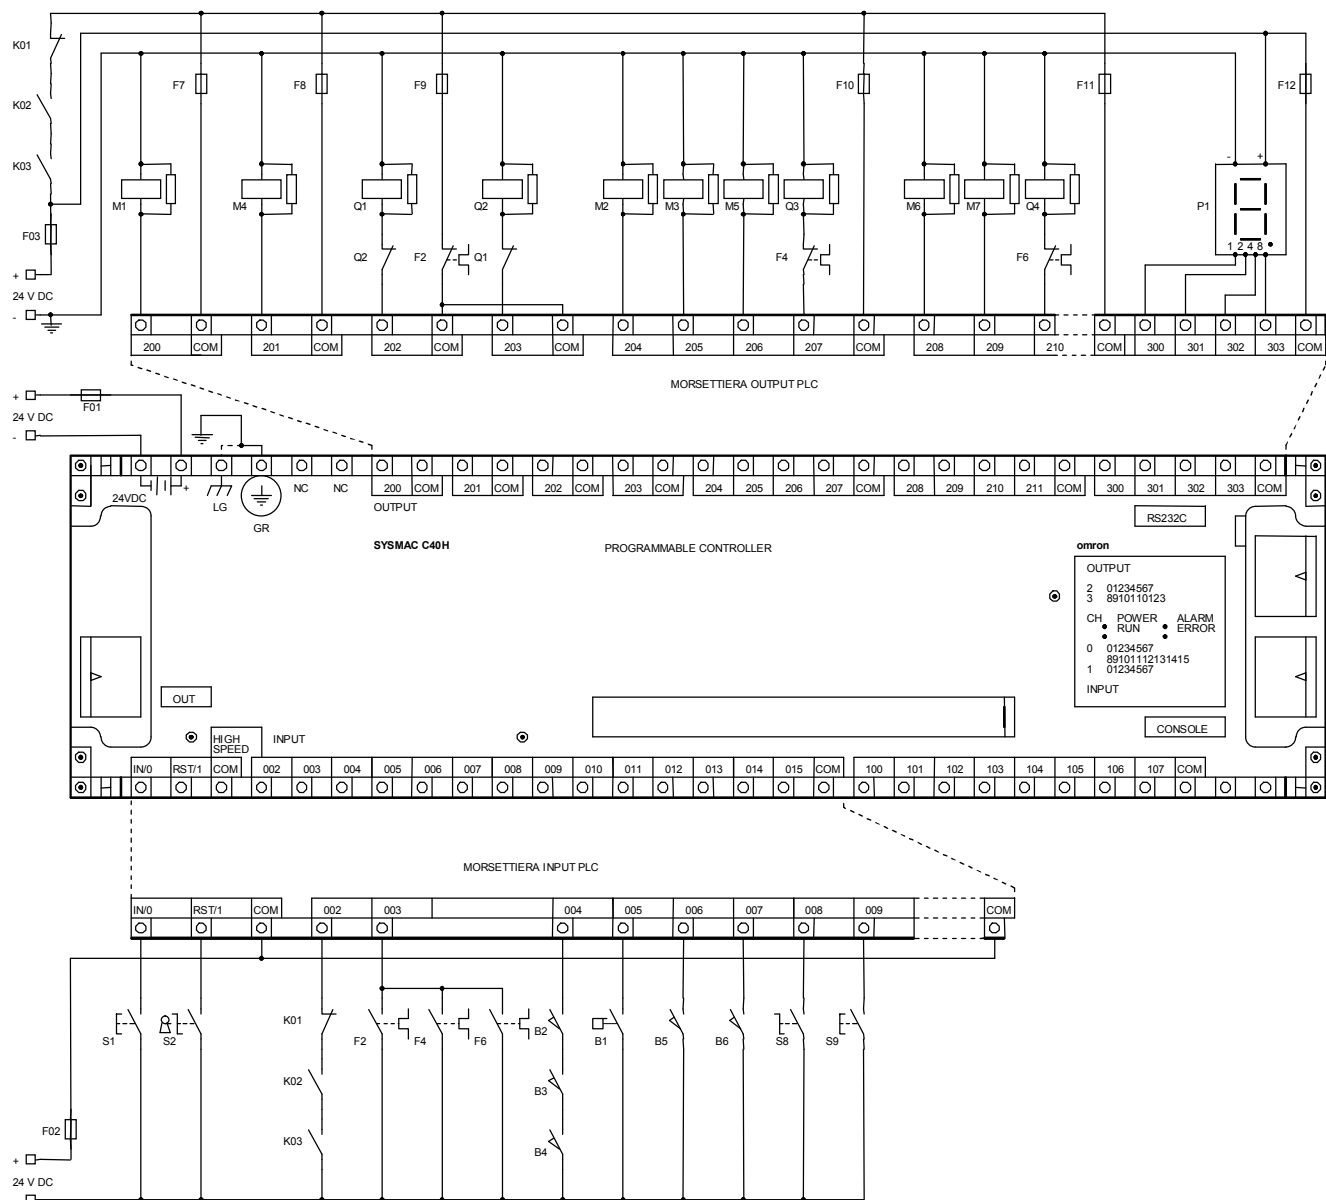 K01
F7 F8 F9 F10 F11 F12
K02
K03
- +
M1 M4 Q1 Q2 M2 M3 M5 Q3 M6 M7 Q4 P1
F03
1 2 4 8
Q2 F2 Q1 F4 F6
+
24 V DC
-
200 COM 201 COM 202 COM 203 COM 204 205 206 207 COM 208 209 210 COM 300 301 302 303 COM
MORSETTIERA OUTPUT PLC
+
F01
24 V DC
-
24VDC + LG GR NC NC 200 COM 201 COM 202 COM 203 COM 204 205 206 207 COM 208 209 210 211 COM 300 301 302 303 COM
OUTPUT
RS232C
SYSMAC C40H PROGRAMMABLE CONTROLLER omron
OUTPUT
2 01234567
3 8910110123
CH POWER ALARM
RUN ERROR
0 01234567
89101112131415
1 01234567
INPUT
OUT
CONSOLE
HIGH
SPEED
INPUT
IN/0 RST/1 COM 002 003 004 005 006 007 008 009 010 011 012 013 014 015 COM 100 101 102 103 104 105 106 107 COM
MORSETTIERA INPUT PLC
IN/0 RST/1 COM 002 003 004 005 006 007 008 009 COM
S1 S2 K01 F2 F4 F6 B2 B1 B5 B6 S8 S9
K02 B3
F02
K03 B4
+
24 V DC